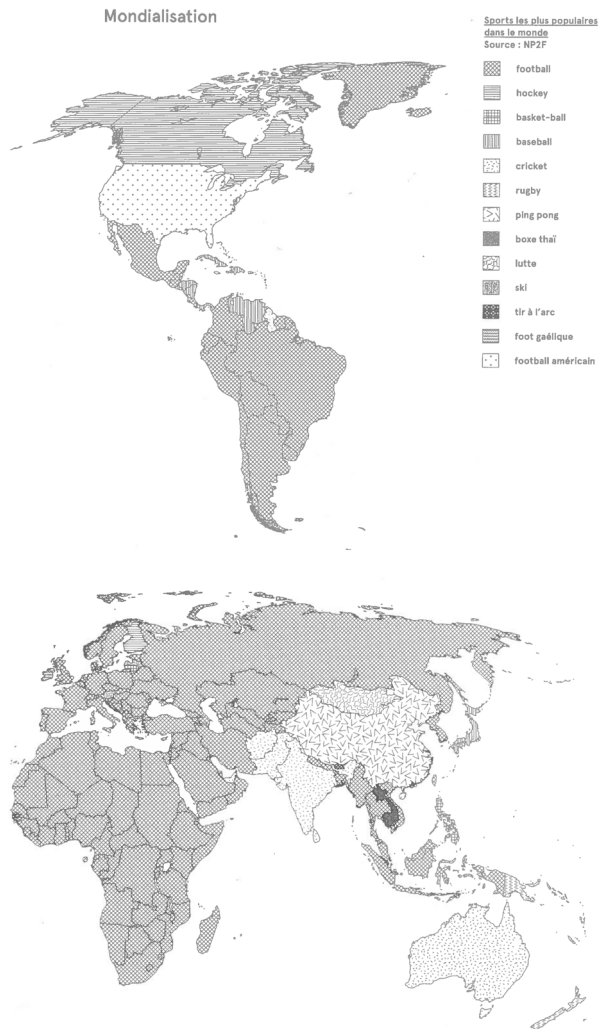 Mondialisation
Sports les plus populaires
dans le monde
Source : NP2F
football
hockey
basket-ball
baseball
cricket
rugby
ping pong
boxe thaï
lutte
ski
tir à l'arc
foot gaélique
football américain